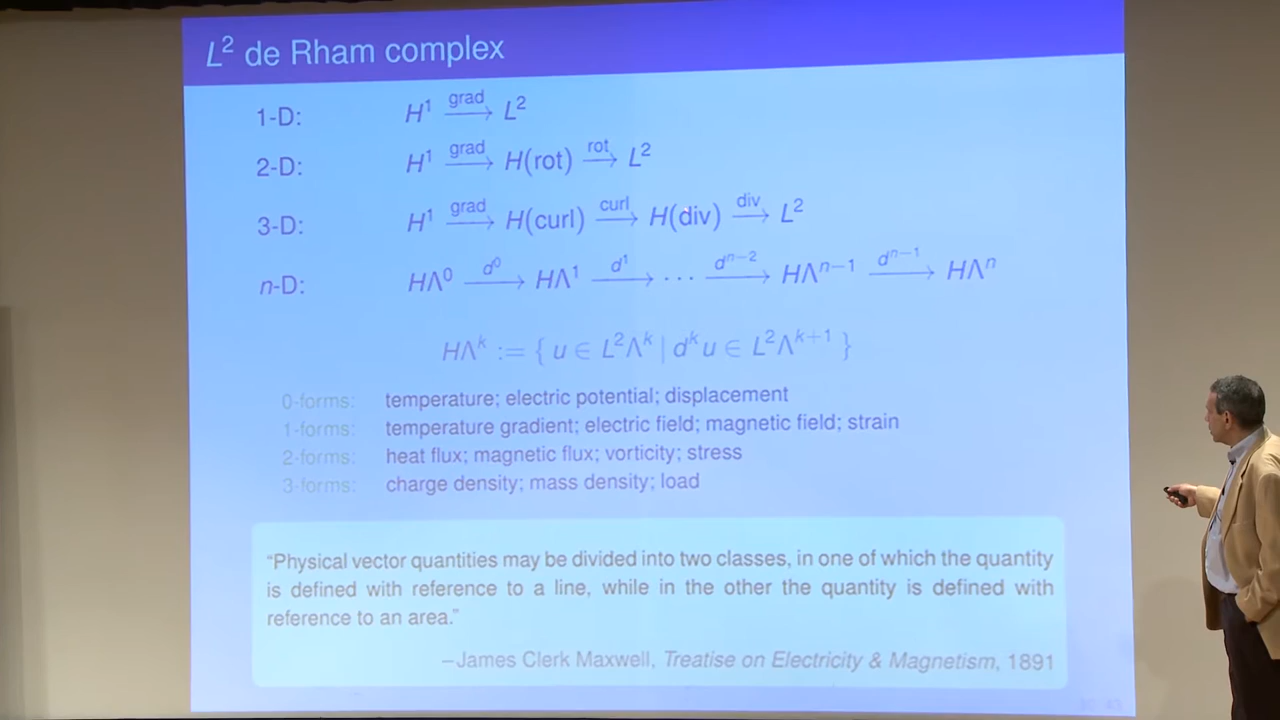 L² de Rham complex
1-D: H¹ grad→ L²
2-D: H¹ grad→ H(rot) rot→ L²
3-D: H¹ grad→ H(curl) curl→ H(div) div→ L²
n-D: HΛ⁰ d⁰→ HΛ¹ d¹→ ⋯ dⁿ⁻²→ HΛⁿ⁻¹ dⁿ⁻¹→ HΛⁿ
HΛᵏ := { u ∈ L²Λᵏ | dᵏu ∈ L²Λᵏ⁺¹ }
0-forms: temperature; electric potential; displacement
1-forms: temperature gradient; electric field; magnetic field; strain
2-forms: heat flux; magnetic flux; vorticity; stress
3-forms: charge density; mass density; load
“Physical vector quantities may be divided into two classes, in one of which the quantity
is defined with reference to a line, while in the other the quantity is defined with
reference to an area.”
–James Clerk Maxwell, Treatise on Electricity & Magnetism, 1891